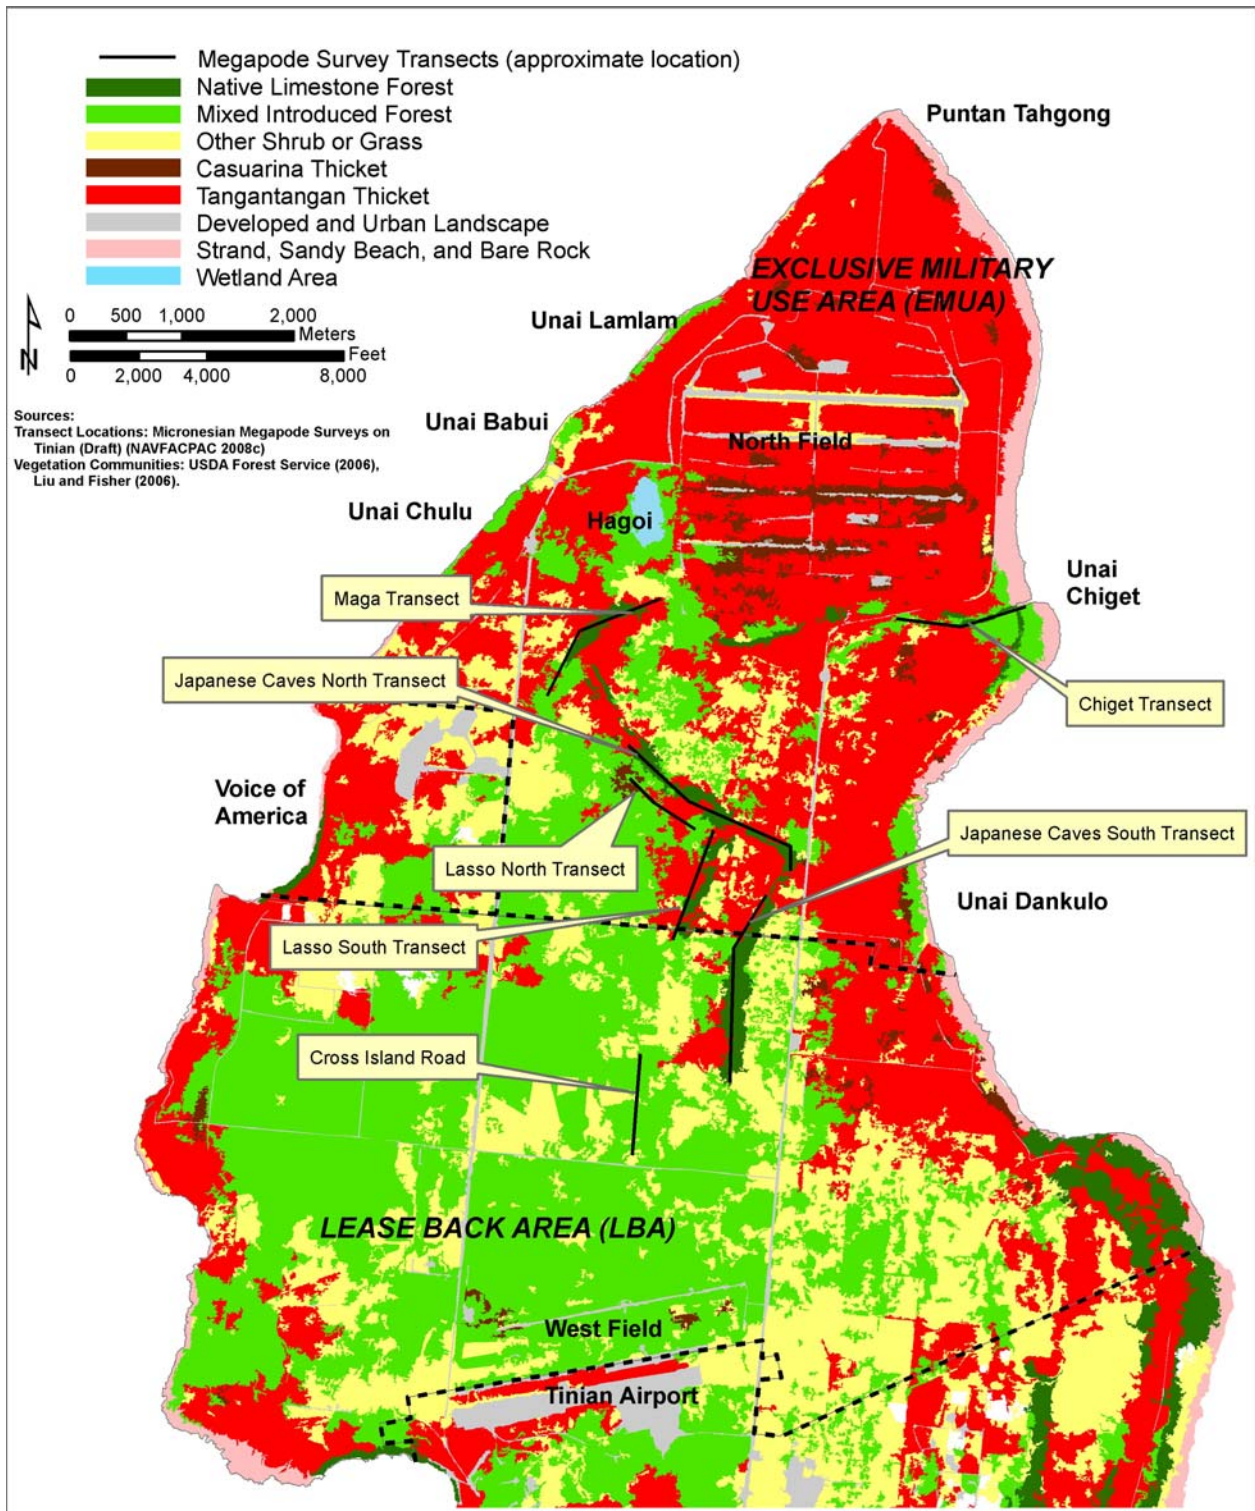 Megapode Survey Transects (approximate location)
Native Limestone Forest
Mixed Introduced Forest
Other Shrub or Grass
Casuarina Thicket
Tangantangan Thicket
Developed and Urban Landscape
Strand, Sandy Beach, and Bare Rock
Wetland Area
0 500 1,000 2,000
Meters
Feet
0 2,000 4,000 8,000
N
Sources:
Transect Locations: Micronesian Megapode Surveys on
Tinian (Draft) (NAVFACPAC 2008c)
Vegetation Communities: USDA Forest Service (2006),
Liu and Fisher (2006).
Puntan Tahgong
EXCLUSIVE MILITARY
USE AREA (EMUA)
Unai Lamlam
Unai Babui
North Field
Unai Chulu
Hagoi
Unai
Chiget
Maga Transect
Japanese Caves North Transect
Chiget Transect
Voice of
America
Japanese Caves South Transect
Lasso North Transect
Unai Dankulo
Lasso South Transect
Cross Island Road
LEASE BACK AREA (LBA)
West Field
Tinian Airport